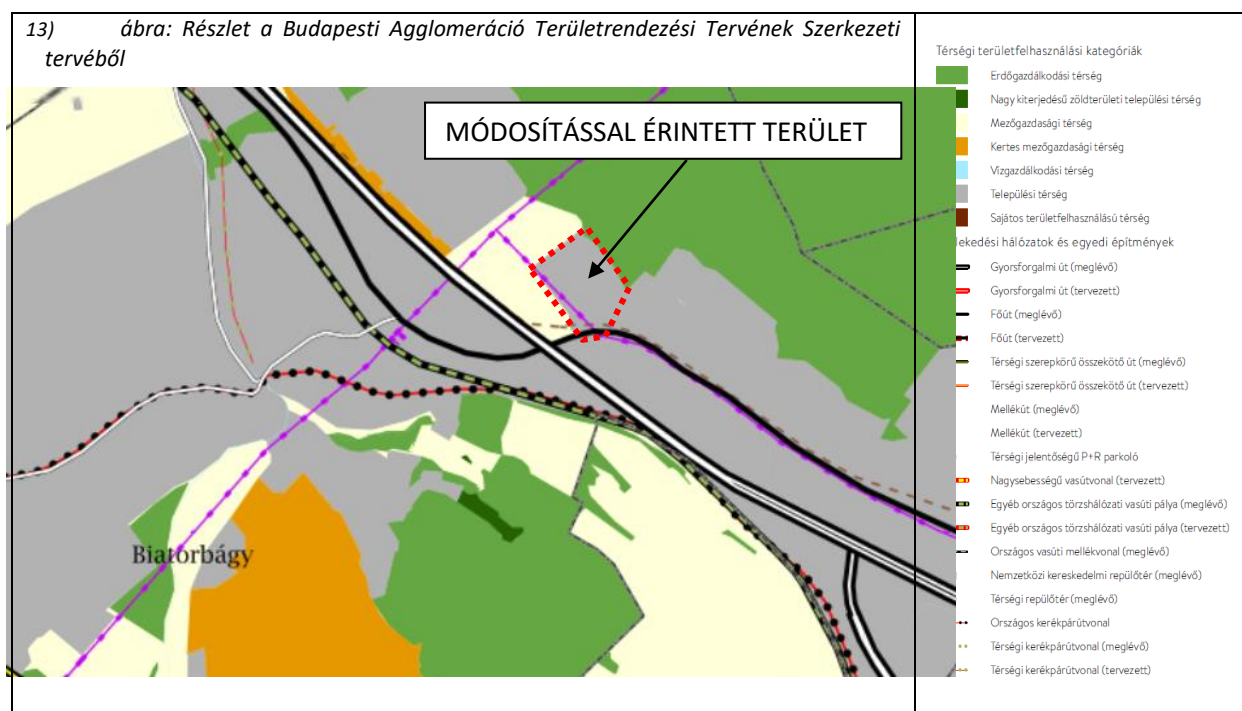 13) ábra: Részlet a Budapesti Agglomeráció Területrendezési Tervének Szerkezeti
tervéből
MÓDOSÍTÁSSAL ÉRINTETT TERÜLET
Biatorbágy
Térségi területfelhasználási kategóriák
Erdőgazdálkodási térség
Nagy kiterjedésű zöldterületi települési térség
Mezőgazdasági térség
Kertes mezőgazdasági térség
Vízgazdálkodási térség
Települési térség
Sajátos területfelhasználású térség
lekedési hálózatok és egyedi építmények
Gyorsforgalmi út (meglévő)
Gyorsforgalmi út (tervezett)
Főút (meglévő)
Főút (tervezett)
Térségi szerepkörű összekötő út (meglévő)
Térségi szerepkörű összekötő út (tervezett)
Mellékút (meglévő)
Mellékút (tervezett)
Térségi jelentőségű P+R parkoló
Nagysebességű vasútvonal (tervezett)
Egyéb országos törzshálózati vasúti pálya (meglévő)
Egyéb országos törzshálózati vasúti pálya (tervezett)
Országos vasúti mellékvonal (meglévő)
Nemzetközi kereskedelmi repülőtér (meglévő)
Térségi repülőtér (meglévő)
Országos kerékpárútvonal
Térségi kerékpárútvonal (meglévő)
Térségi kerékpárútvonal (tervezett)